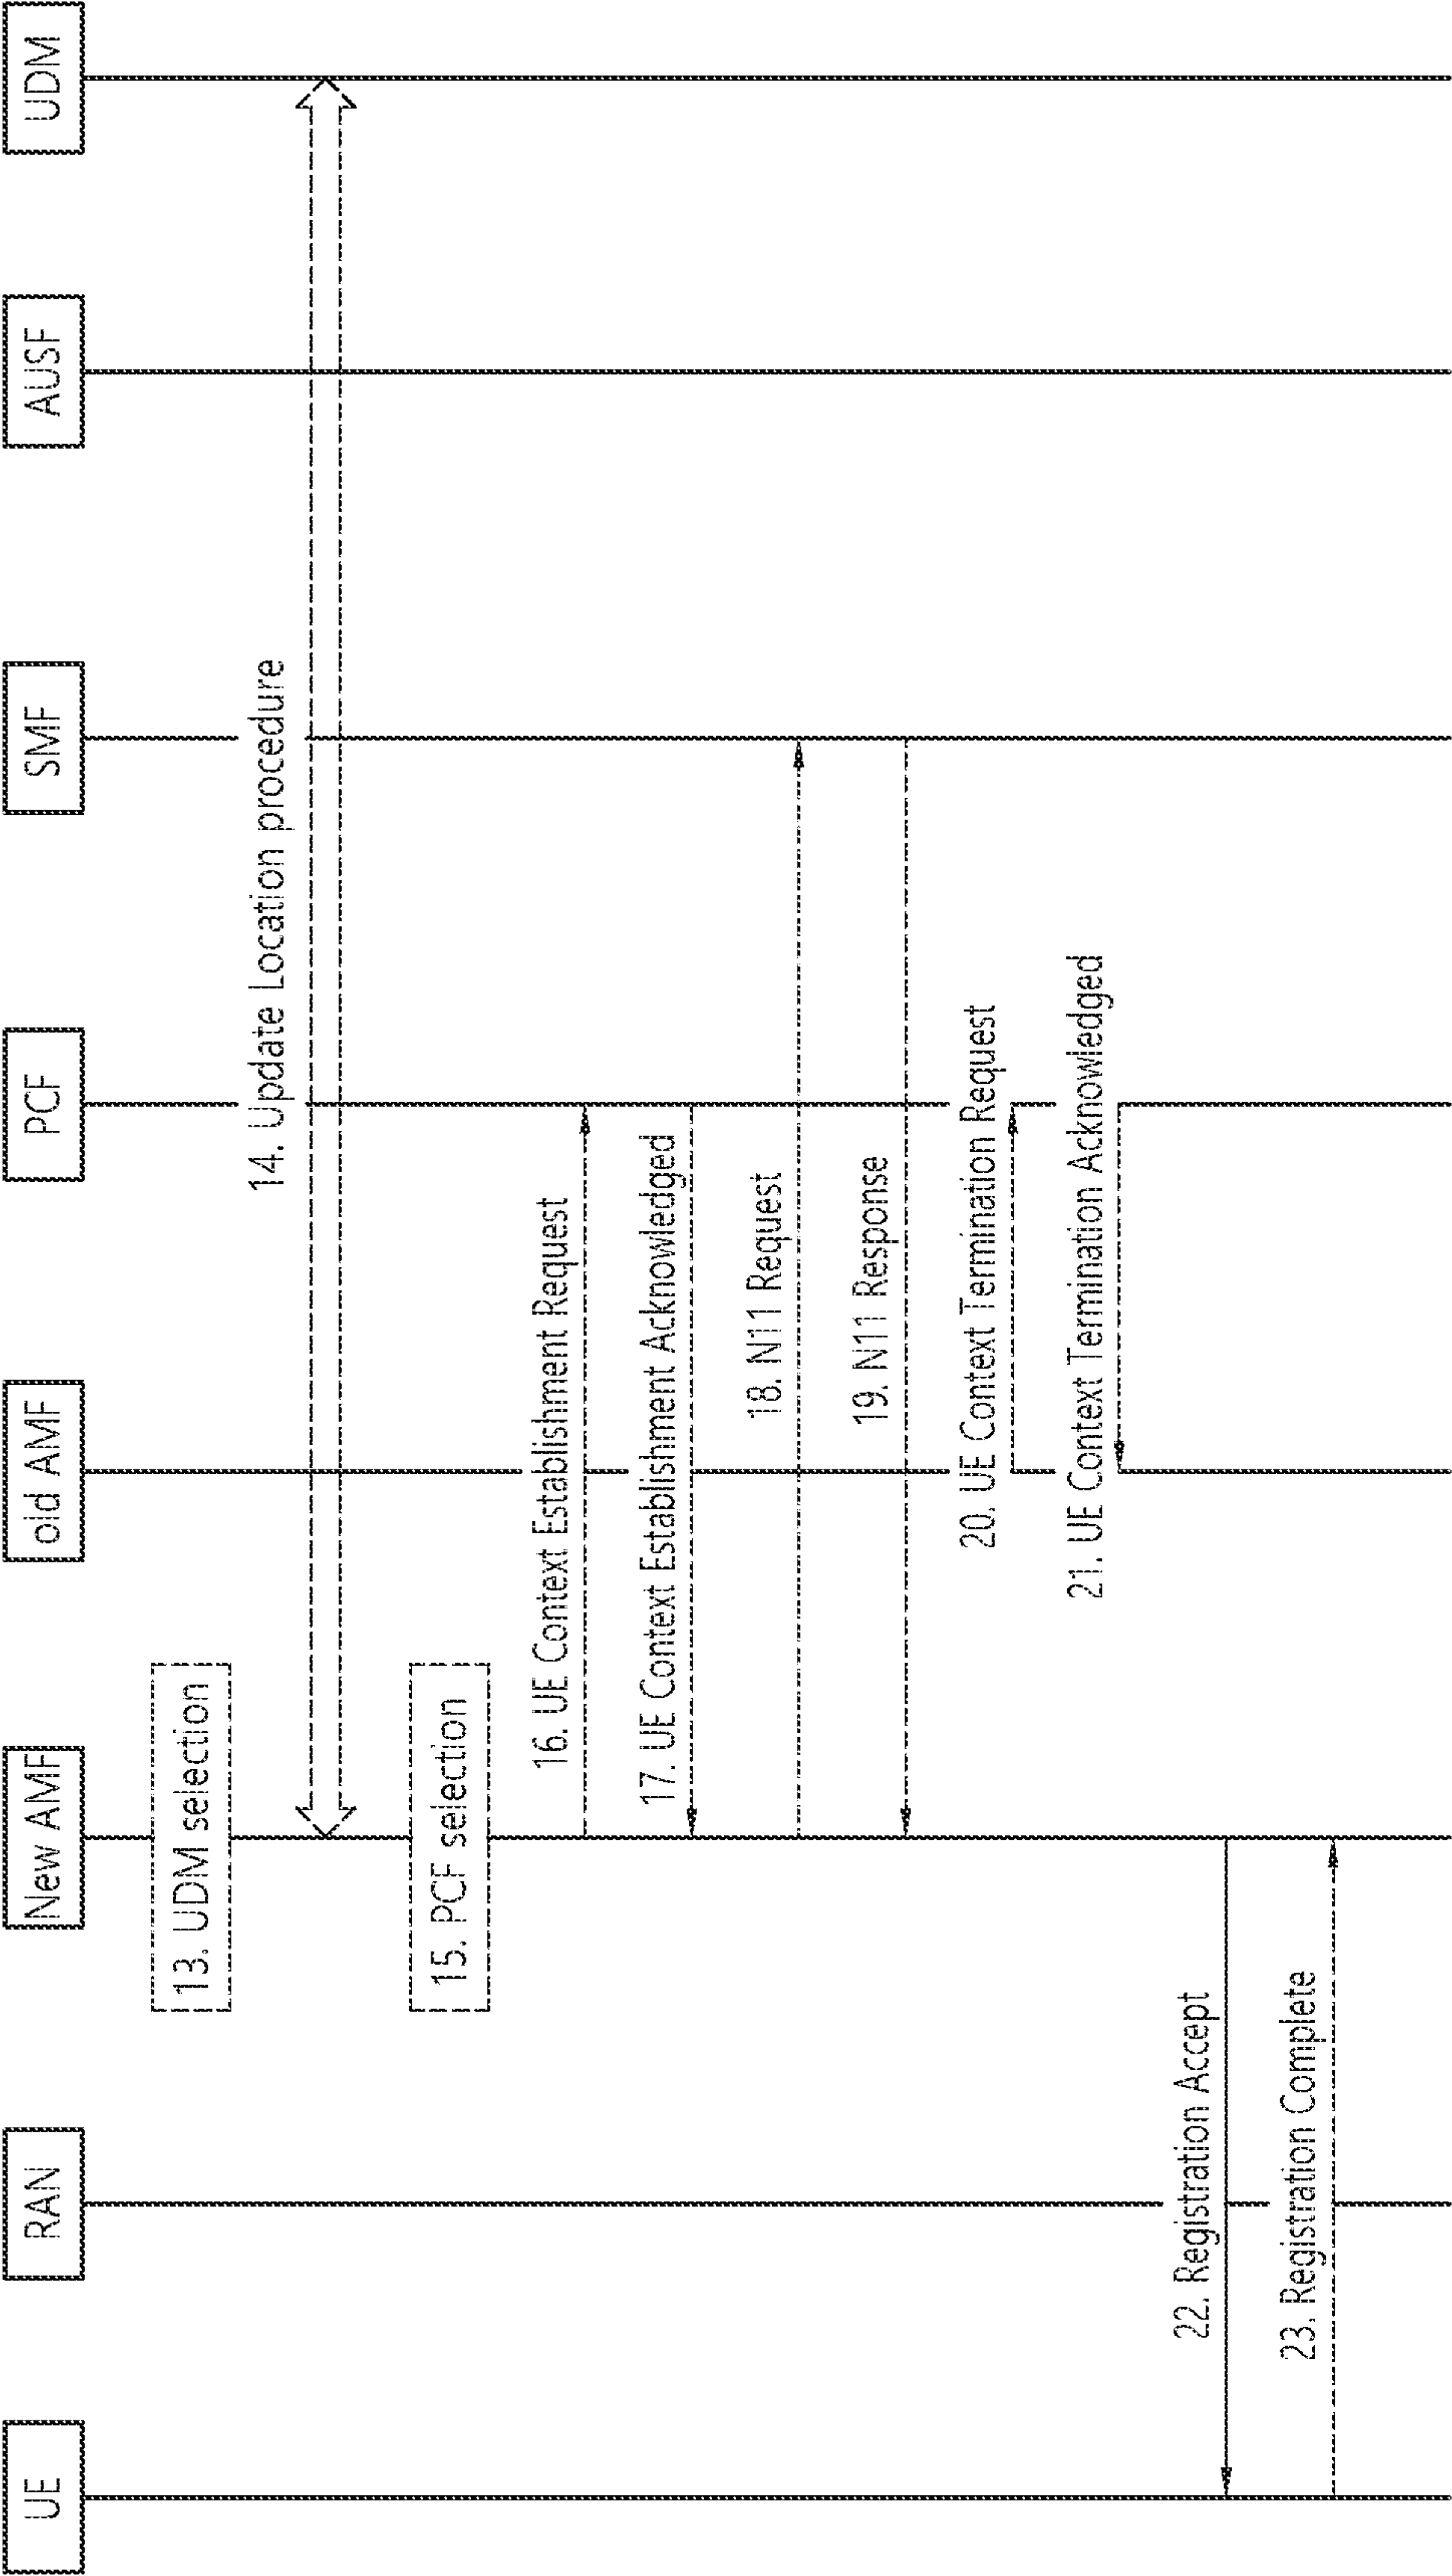 UE
RAN
New AMF
old AMF
PCF
SMF
AUSF
UDM
13. UDM selection
14. Update Location procedure
15. PCF selection
16. UE Context Establishment Request
17. UE Context Establishment Acknowledged
18. N11 Request
19. N11 Response
20. UE Context Termination Request
21. UE Context Termination Acknowledged
22. Registration Accept
23. Registration Complete